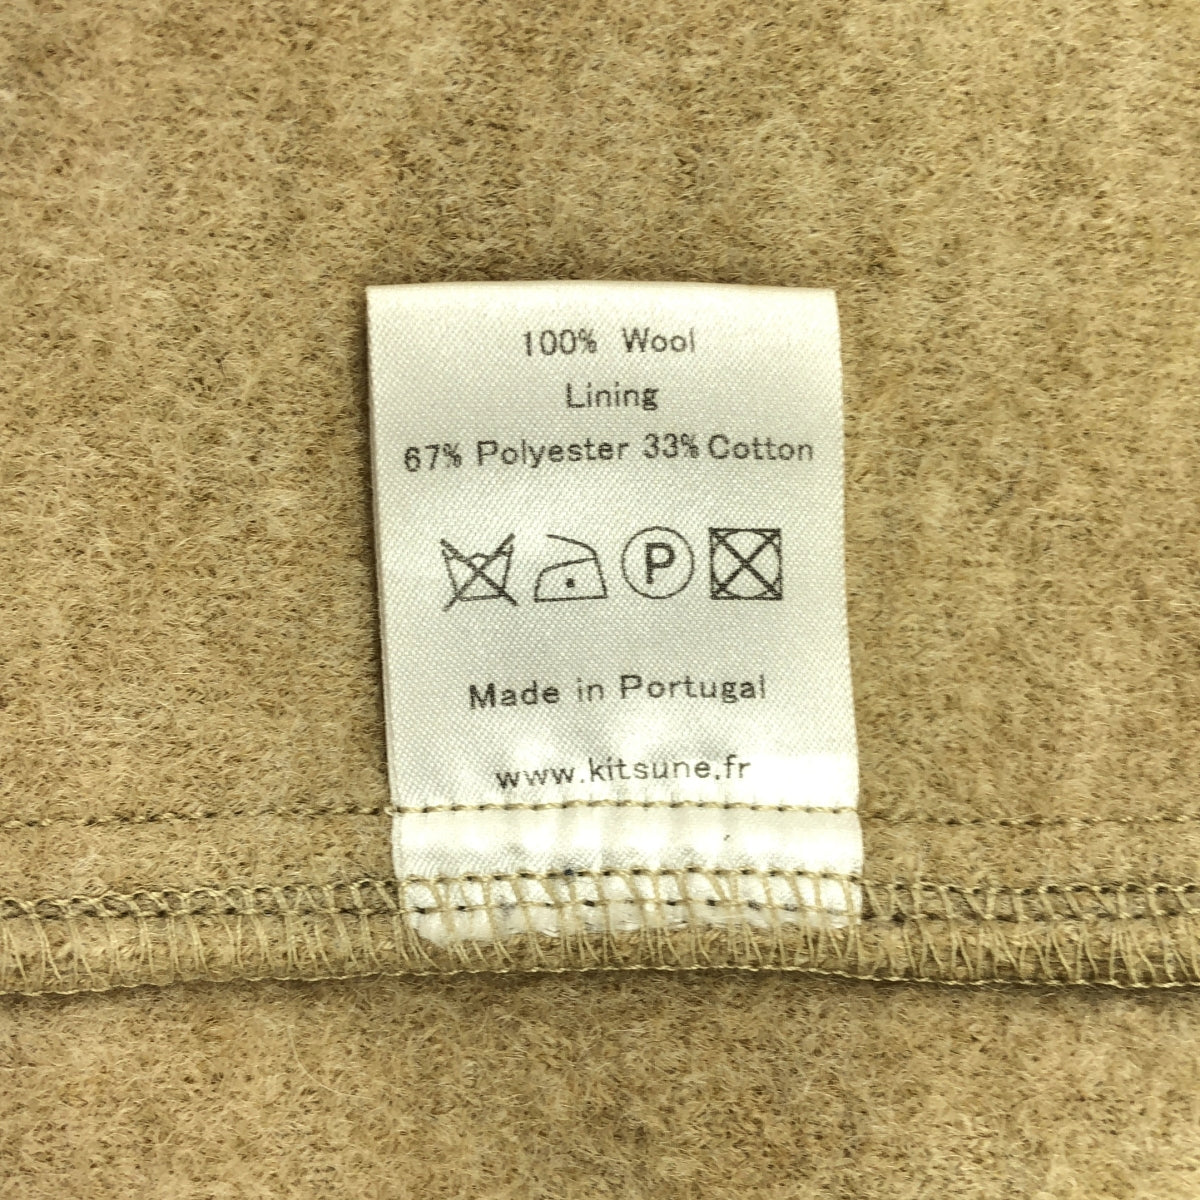 100% Wool
Lining
67% Polyester 33% Cotton
P
Made in Portugal
www.kitsune.fr